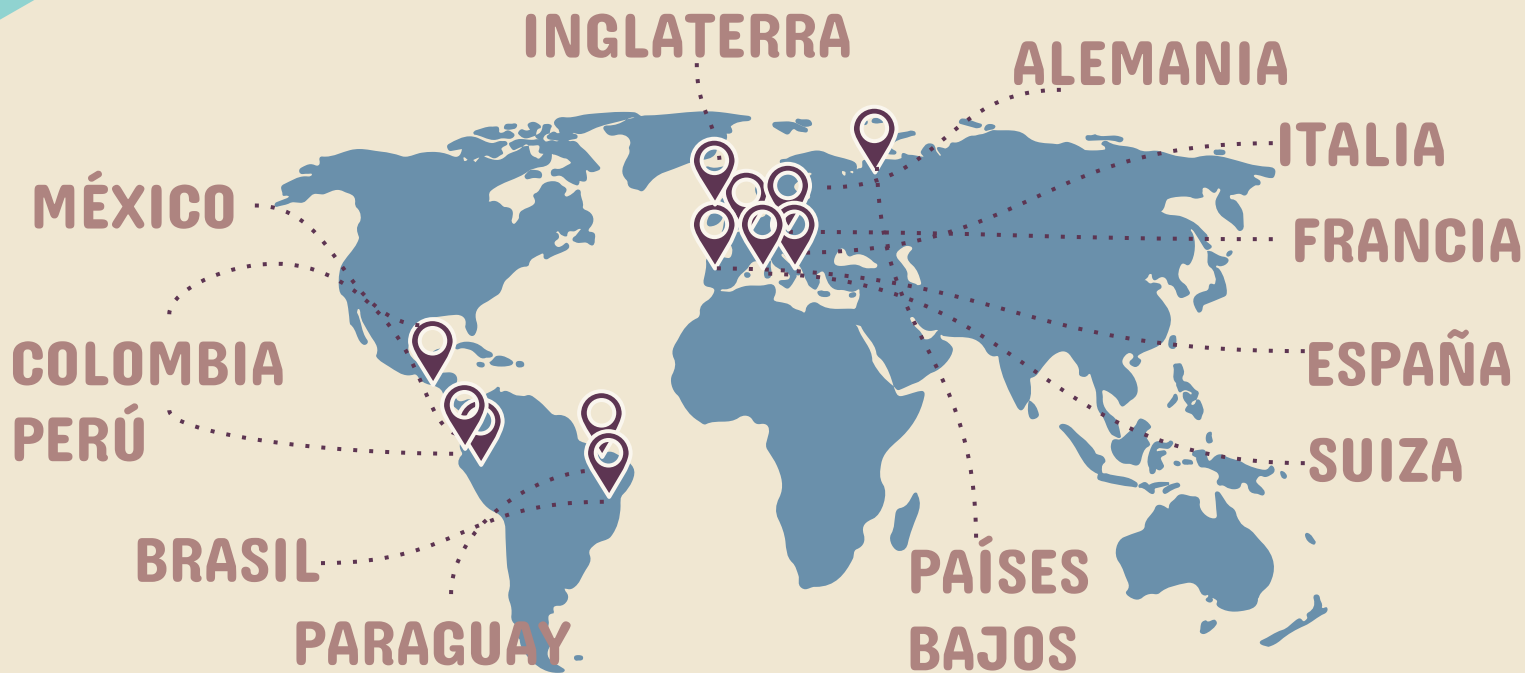 INGLATERRA
ALEMANIA
ITALIA
MÉXICO
FRANCIA
COLOMBIA
ESPAÑA
PERÚ
SUIZA
BRASIL
PAÍSES
BAJOS
PARAGUAY